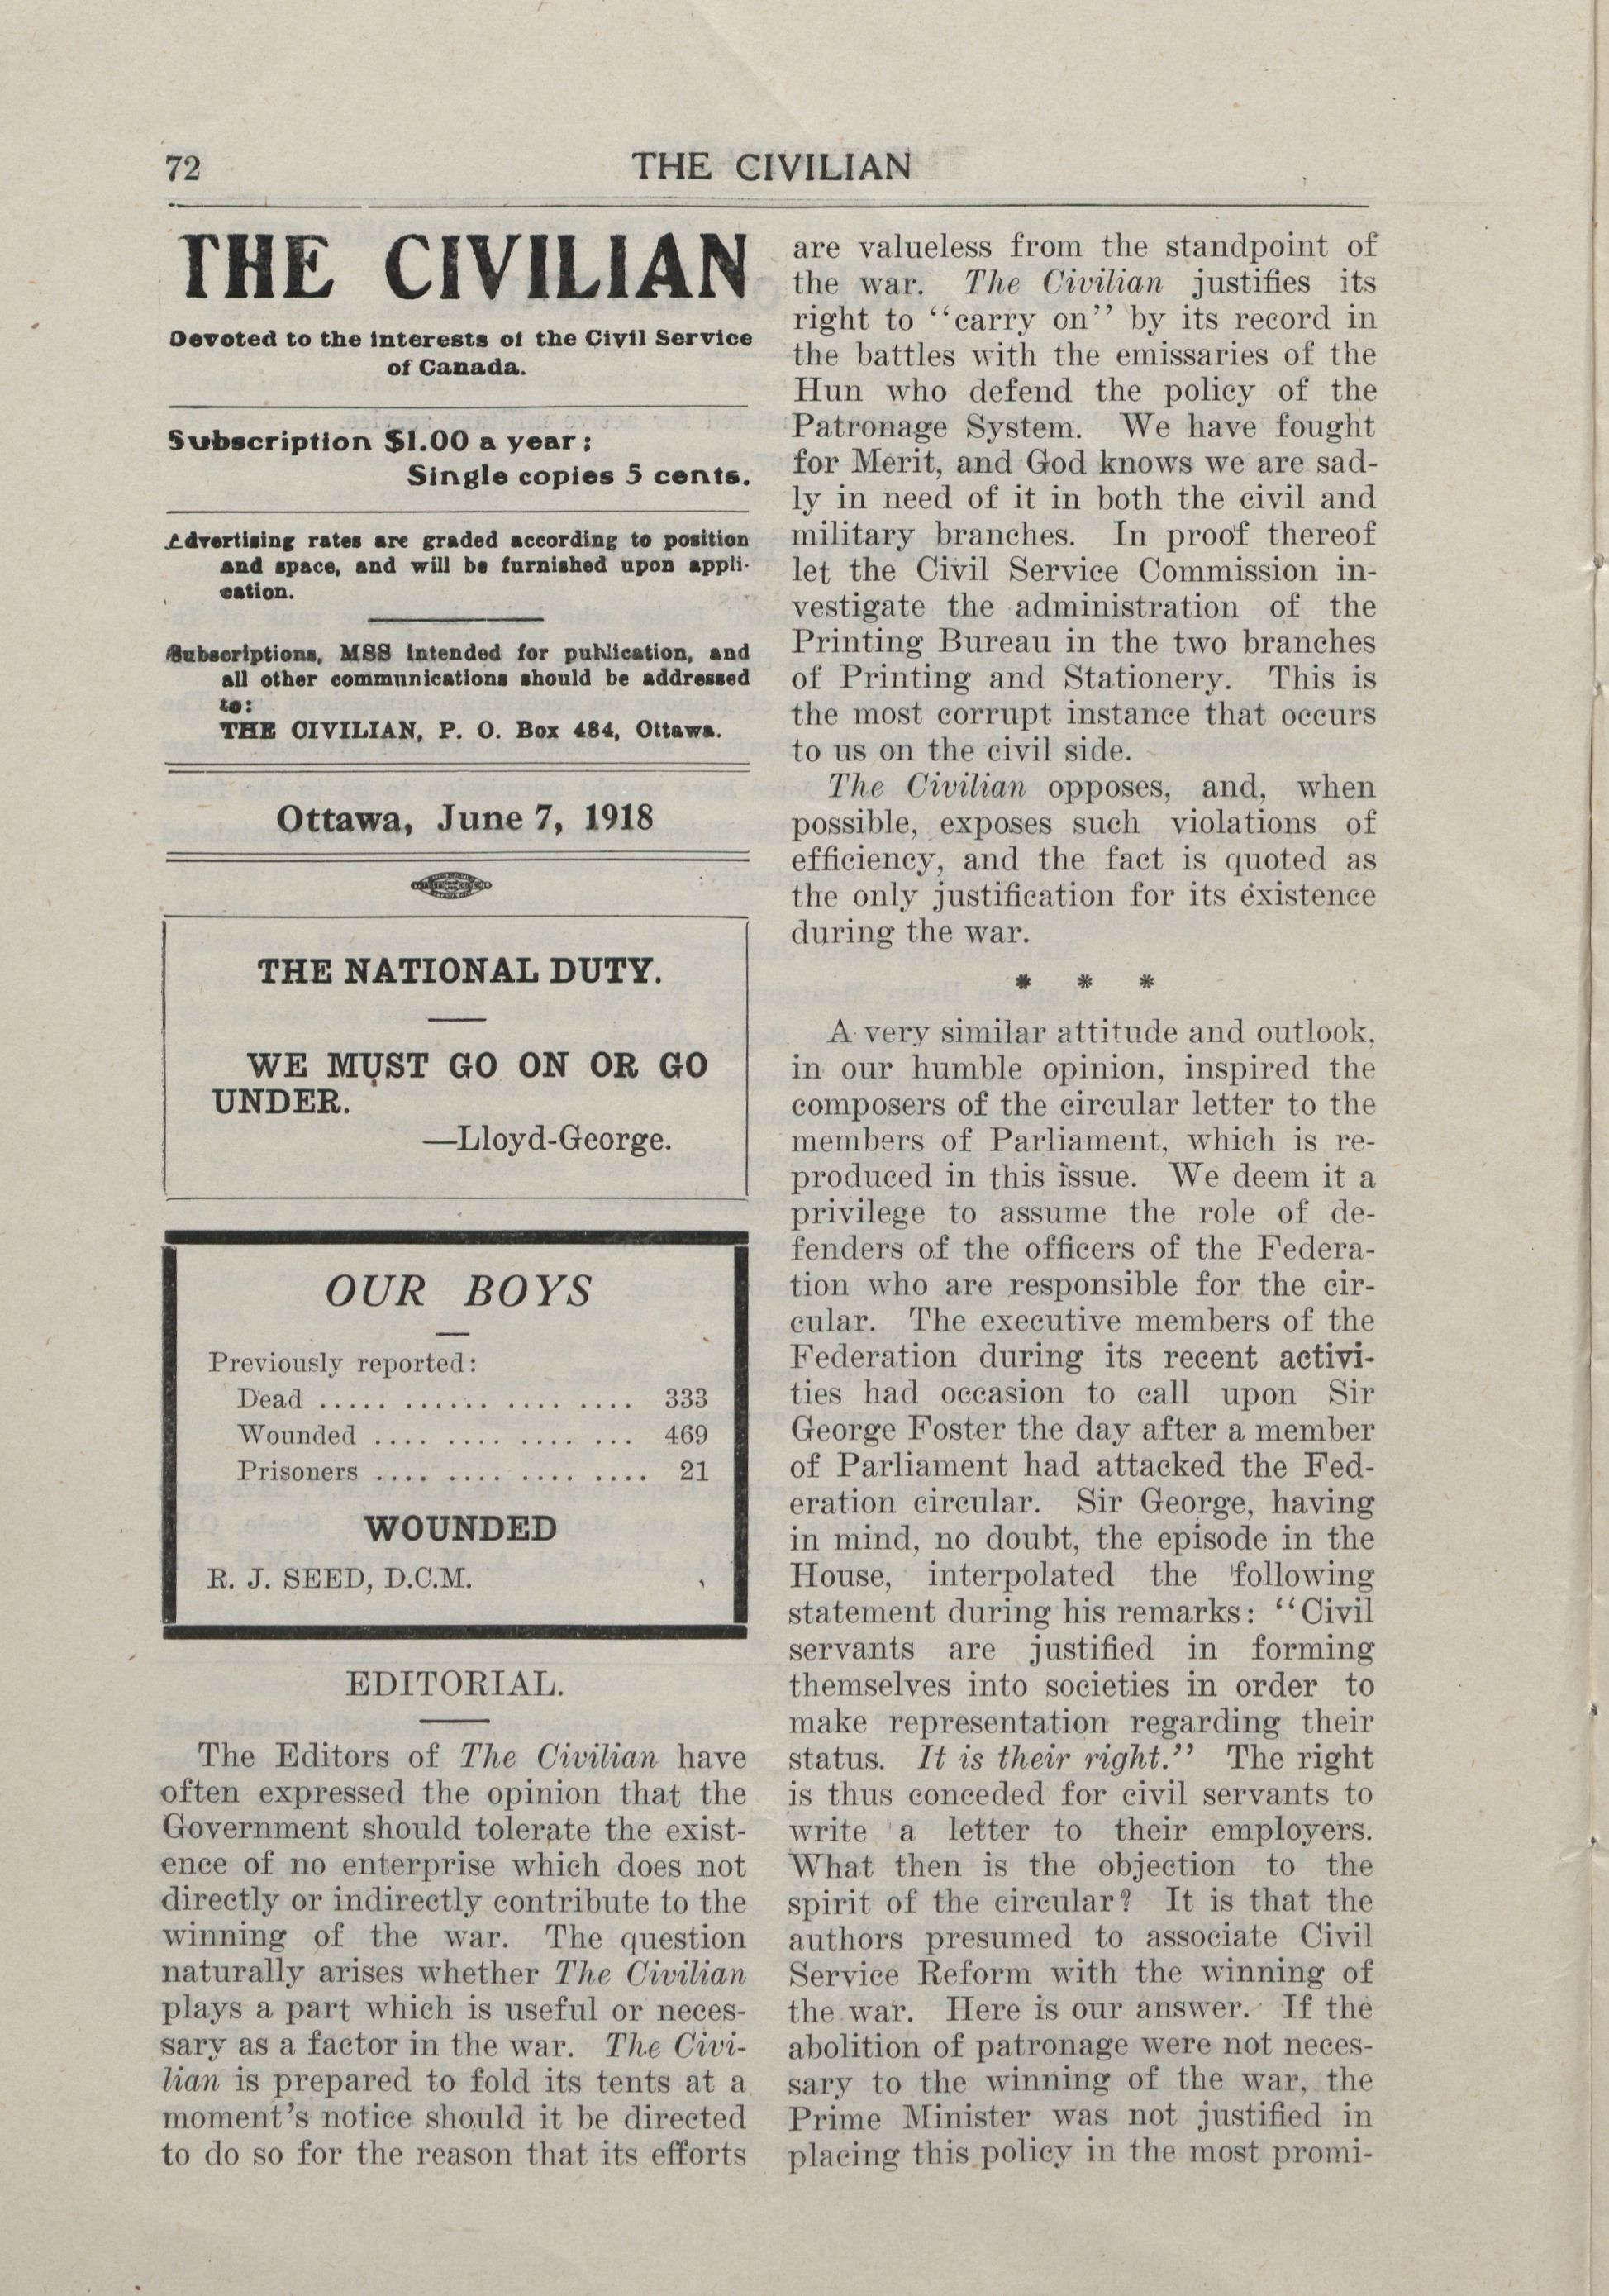 72
THE CIVILIAN
THE CIVILIAN
Devoted to the interests of the Civil Service
of Canada.
Subscription $1.00 a year;
Single copies 5 cents.
Advertising rates are graded according to position
and space, and will be furnished upon appli-
cation.
Subscriptions, MSS intended for publication, and
all other communications should be addressed
to:
THE CIVILIAN, P. O. Box 484, Ottawa.
Ottawa, June 7, 1918
THE NATIONAL DUTY.
WE MUST GO ON OR GO
UNDER.
—Lloyd-George.
OUR BOYS
Previously reported:
Dead ..... ...... .... .... 333
Wounded .... .... .... ... 469
Prisoners .... .... .... .... 21
WOUNDED
R. J. SEED, D.C.M.
EDITORIAL.
The Editors of The Civilian have
often expressed the opinion that the
Government should tolerate the exist-
ence of no enterprise which does not
directly or indirectly contribute to the
winning of the war. The question
naturally arises whether The Civilian
plays a part which is useful or neces-
sary as a factor in the war. The Civi-
lian is prepared to fold its tents at a
moment's notice should it be directed
to do so for the reason that its efforts
are valueless from the standpoint of
the war. The Civilian justifies its
right to "carry on" by its record in
the battles with the emissaries of the
Hun who defend the policy of the
Patronage System. We have fought
for Merit, and God knows we are sad-
ly in need of it in both the civil and
military branches. In proof thereof
let the Civil Service Commission in-
vestigate the administration of the
Printing Bureau in the two branches
of Printing and Stationery. This is
the most corrupt instance that occurs
to us on the civil side.
The Civilian opposes, and, when
possible, exposes such violations of
efficiency, and the fact is quoted as
the only justification for its existence
during the war.
* * *
A very similar attitude and outlook,
in our humble opinion, inspired the
composers of the circular letter to the
members of Parliament, which is re-
produced in this issue. We deem it a
privilege to assume the role of de-
fenders of the officers of the Federa-
tion who are responsible for the cir-
cular. The executive members of the
Federation during its recent activi-
ties had occasion to call upon Sir
George Foster the day after a member
of Parliament had attacked the Fed-
eration circular. Sir George, having
in mind, no doubt, the episode in the
House, interpolated the following
statement during his remarks: "Civil
servants are justified in forming
themselves into societies in order to
make representation regarding their
status. It is their right." The right
is thus conceded for civil servants to
write a letter to their employers.
What then is the objection to the
spirit of the circular? It is that the
authors presumed to associate Civil
Service Reform with the winning of
the war. Here is our answer. If the
abolition of patronage were not neces-
sary to the winning of the war, the
Prime Minister was not justified in
placing this policy in the most promi-